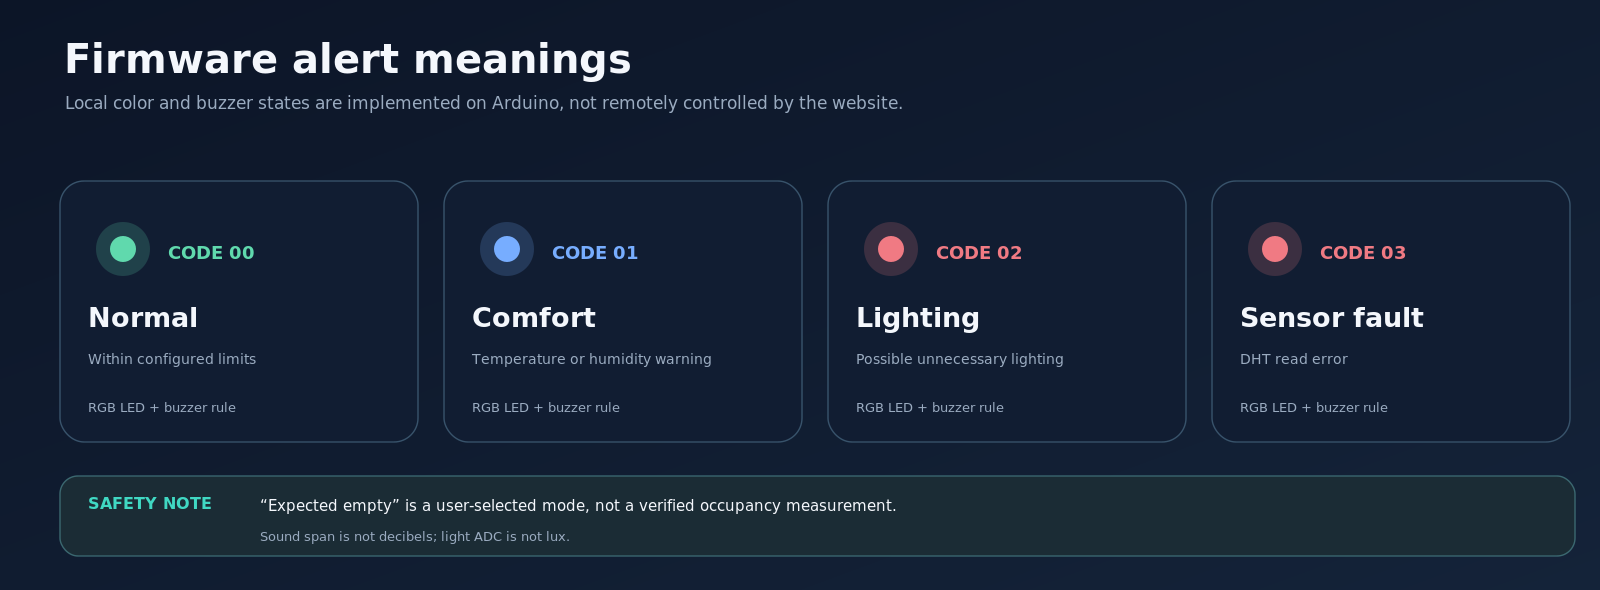 Firmware alert meanings
Local color and buzzer states are implemented on Arduino, not remotely controlled by the website.
CODE 00
Normal
Within configured limits
RGB LED + buzzer rule
CODE 01
Comfort
Temperature or humidity warning
RGB LED + buzzer rule
CODE 02
Lighting
Possible unnecessary lighting
RGB LED + buzzer rule
CODE 03
Sensor fault
DHT read error
RGB LED + buzzer rule
SAFETY NOTE
“Expected empty” is a user-selected mode, not a verified occupancy measurement.
Sound span is not decibels; light ADC is not lux.